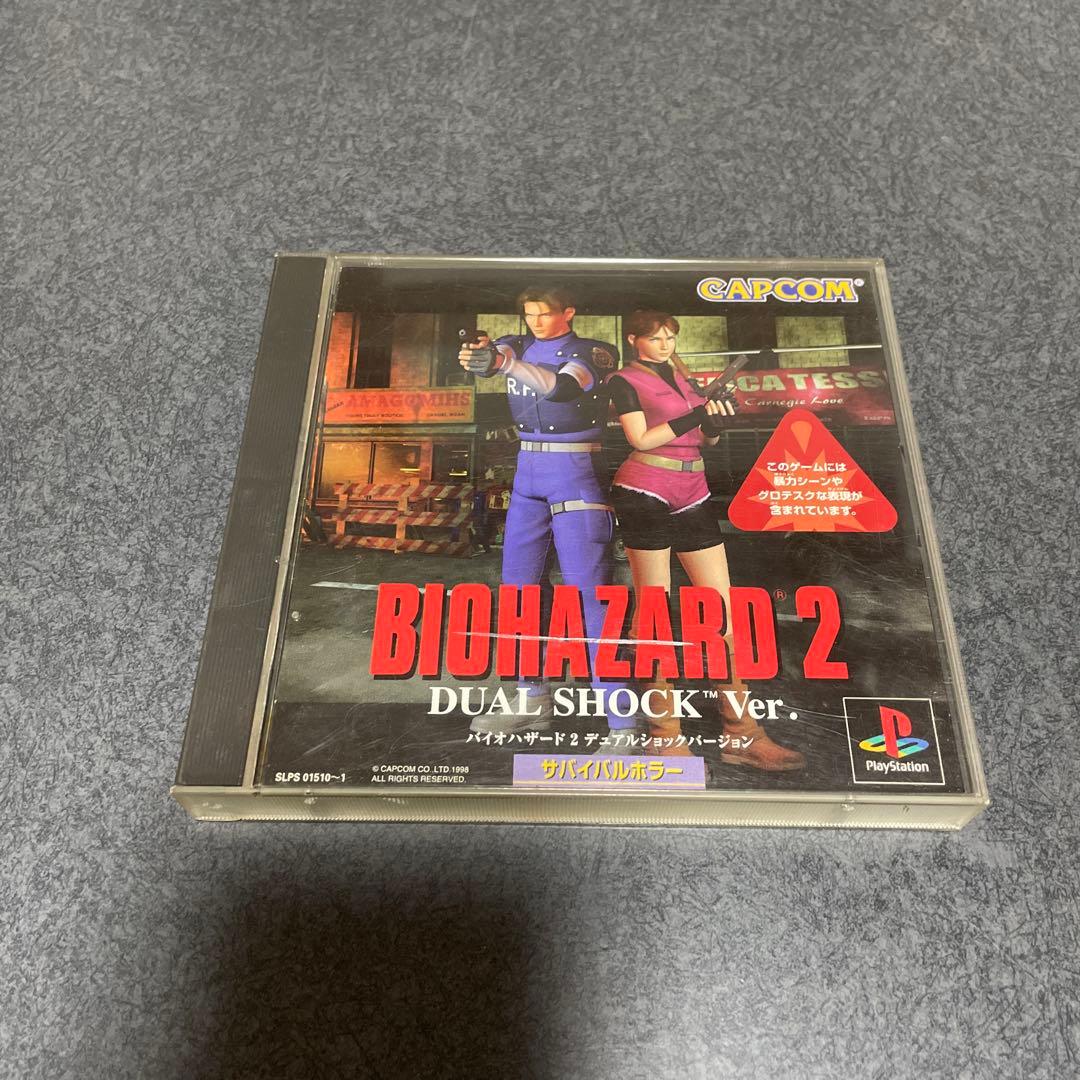 CAPCOM®
R.P.
ANAGOMIHS
CATESS
Carnegie Love
このゲームには
暴力シーンや
グロテスクな表現が
含まれています。
BIOHAZARD® 2
DUAL SHOCK™ Ver.
バイオハザード 2 デュアルショックバージョン
サバイバルホラー
SLPS 01510〜1
© CAPCOM CO.,LTD.1998
ALL RIGHTS RESERVED.
PlayStation